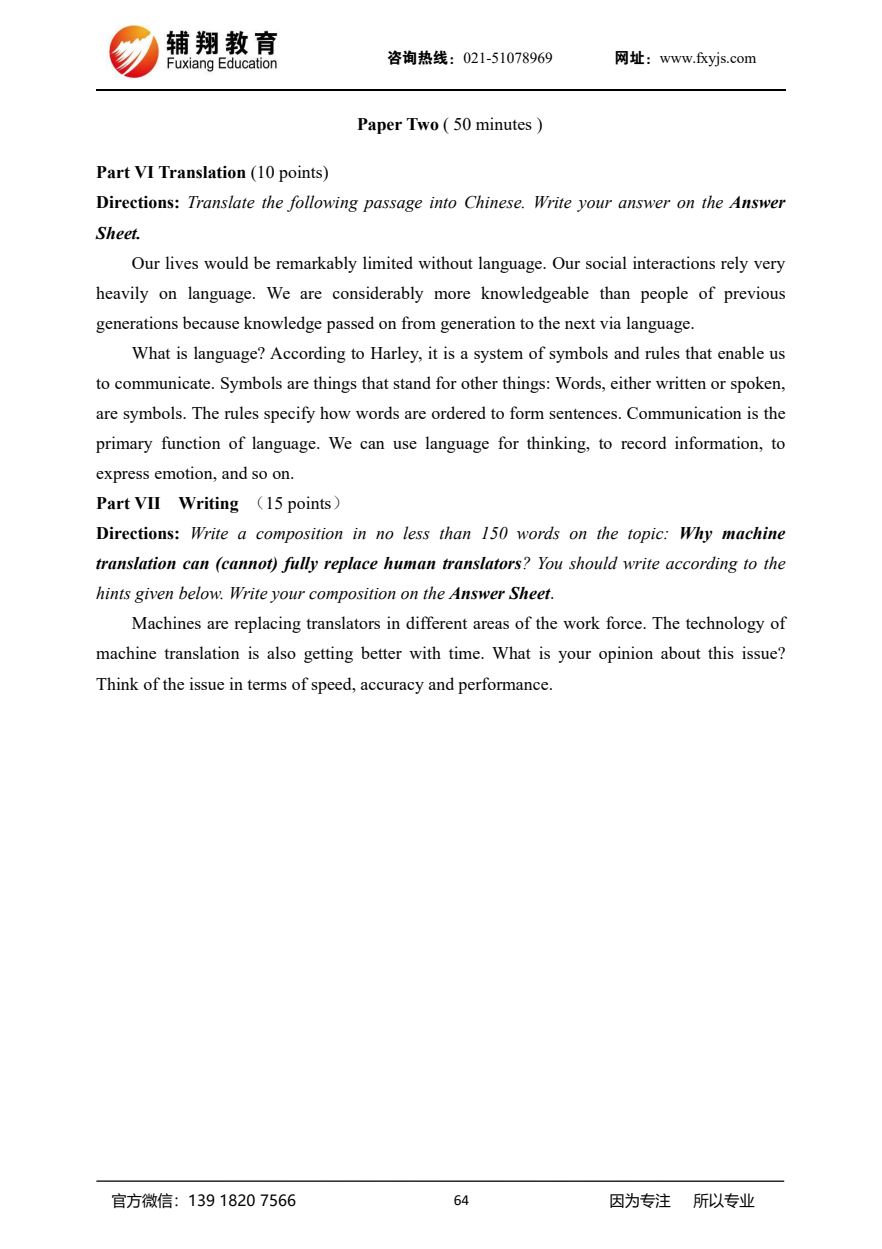 辅翔教育
Fuxiang Education
咨询热线：021-51078969 网址：www.fxyjs.com
Paper Two ( 50 minutes )
Part VI Translation (10 points)
Directions: Translate the following passage into Chinese. Write your answer on the Answer
Sheet.
Our lives would be remarkably limited without language. Our social interactions rely very
heavily on language. We are considerably more knowledgeable than people of previous
generations because knowledge passed on from generation to the next via language.
What is language? According to Harley, it is a system of symbols and rules that enable us
to communicate. Symbols are things that stand for other things: Words, either written or spoken,
are symbols. The rules specify how words are ordered to form sentences. Communication is the
primary function of language. We can use language for thinking, to record information, to
express emotion, and so on.
Part VII Writing （15 points）
Directions: Write a composition in no less than 150 words on the topic: Why machine
translation can (cannot) fully replace human translators? You should write according to the
hints given below. Write your composition on the Answer Sheet.
Machines are replacing translators in different areas of the work force. The technology of
machine translation is also getting better with time. What is your opinion about this issue?
Think of the issue in terms of speed, accuracy and performance.
官方微信：139 1820 7566 64 因为专注 所以专业